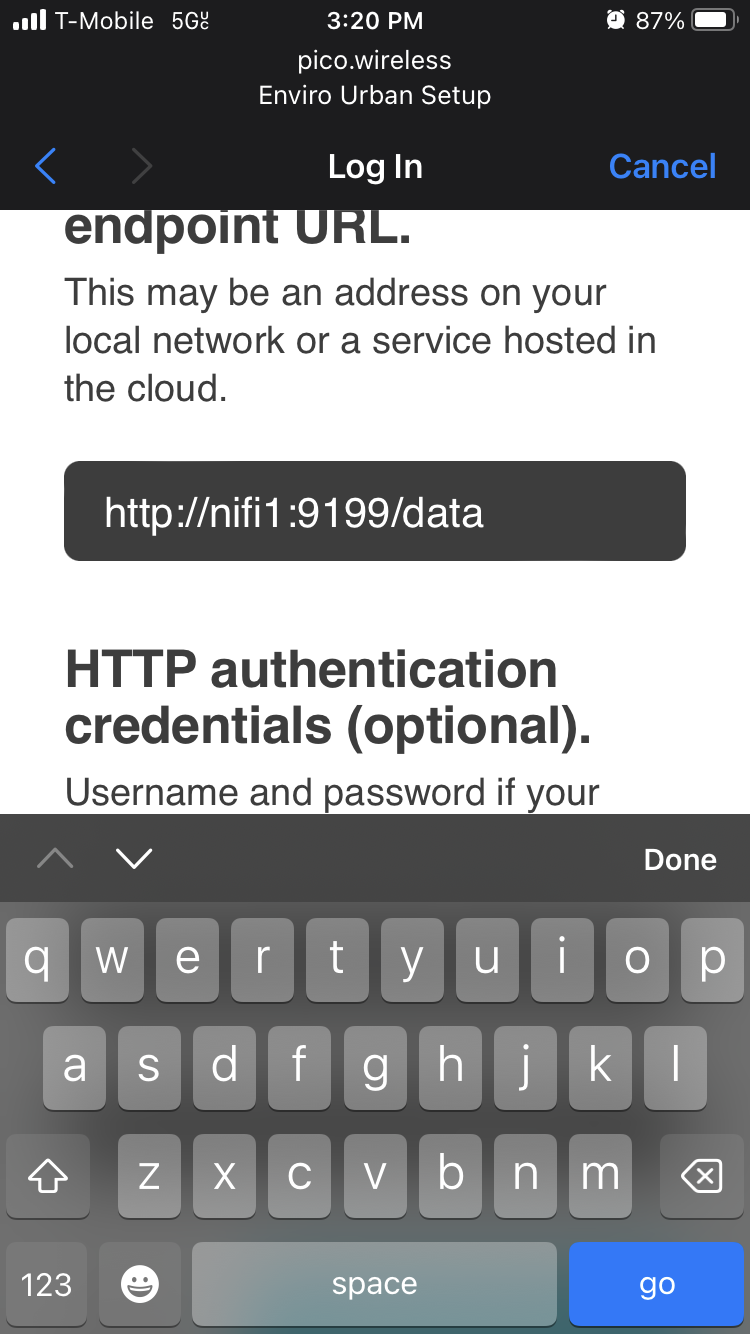 T-Mobile 5GUC 3:20 PM 87%
pico.wireless
Enviro Urban Setup
Log In Cancel
endpoint URL.
This may be an address on your
local network or a service hosted in
the cloud.
http://nifi1:9199/data
HTTP authentication
credentials (optional).
Username and password if your
Done
q w e r t y u i o p
a s d f g h j k l
z x c v b n m
123 space go